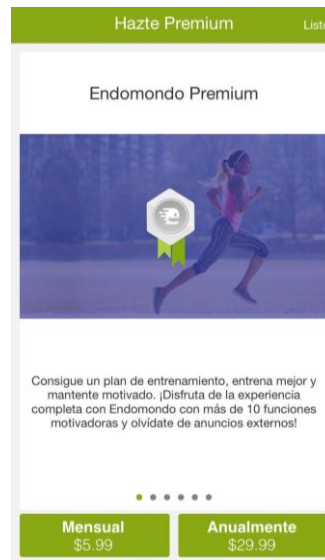 Hazte Premium
Endomondo Premium
Consigue un plan de entrenamiento, entrena mejor y
mantente motivado. ¡Disfruta de la experiencia
completa con Endomondo con más de 10 funciones
motivadoras y olvídate de anuncios externos!
Mensual
$5.99
Anualmente
$29.99